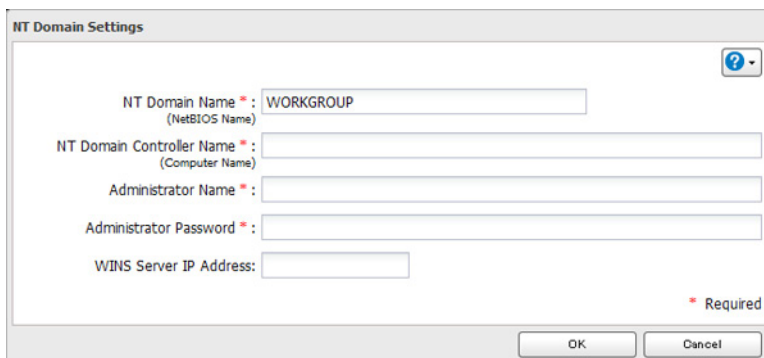 NT Domain Settings
?
NT Domain Name * : WORKGROUP
(NetBIOS Name)
NT Domain Controller Name * :
(Computer Name)
Administrator Name * :
Administrator Password * :
WINS Server IP Address:
* Required
OK Cancel